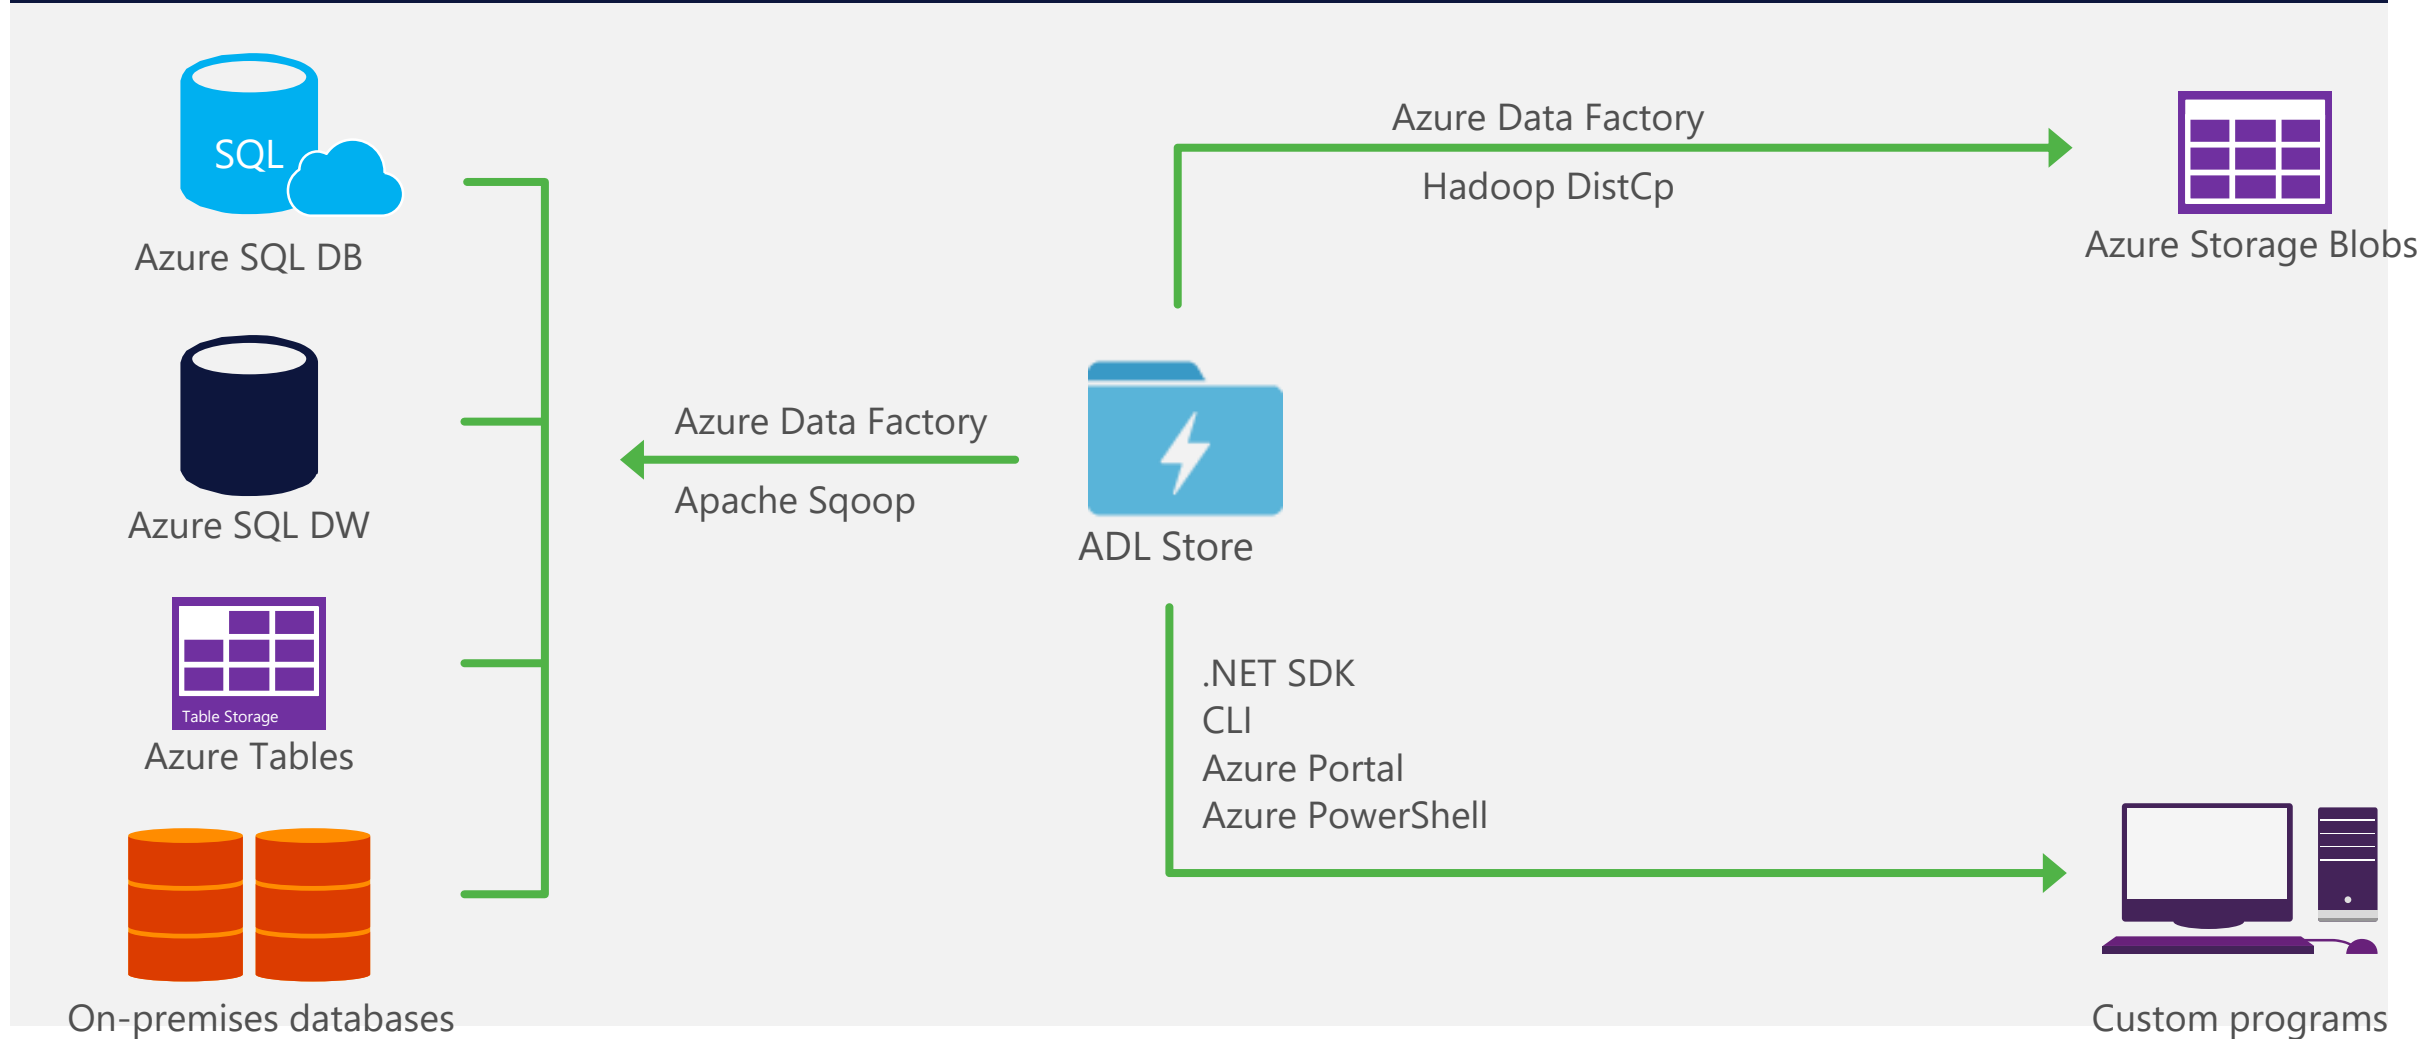 SQL
Azure SQL DB
Azure SQL DW
Table Storage
Azure Tables
On-premises databases
Azure Data Factory
Apache Sqoop
ADL Store
Azure Data Factory
Hadoop DistCp
Azure Storage Blobs
.NET SDK
CLI
Azure Portal
Azure PowerShell
Custom programs